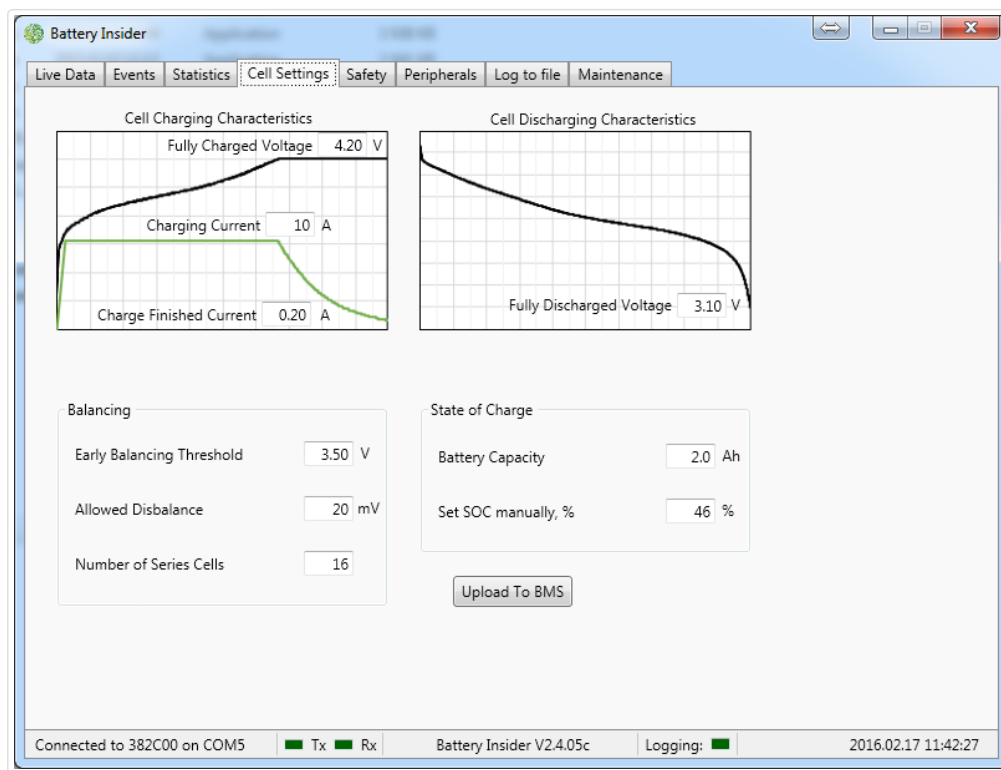 Battery Insider
Live Data Events Statistics Cell Settings Safety Peripherals Log to file Maintenance
Cell Charging Characteristics
Fully Charged Voltage 4.20 V
Charging Current 10 A
Charge Finished Current 0.20 A
Cell Discharging Characteristics
Fully Discharged Voltage 3.10 V
Balancing
Early Balancing Threshold 3.50 V
Allowed Disbalance 20 mV
Number of Series Cells 16
State of Charge
Battery Capacity 2.0 Ah
Set SOC manually, % 46 %
Upload To BMS
Connected to 382C00 on COM5 Tx Rx Battery Insider V2.4.05c Logging: 2016.02.17 11:42:27